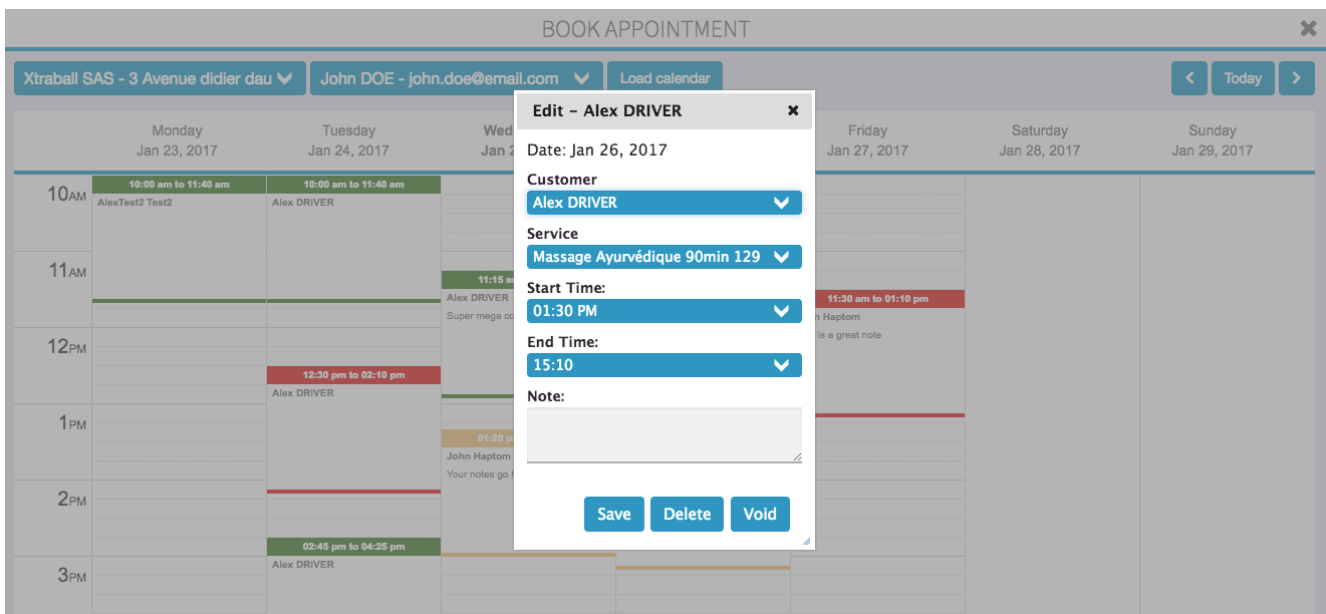 BOOK APPOINTMENT
Xtraball SAS - 3 Avenue didier dau
John DOE - john.doe@email.com
Load calendar
Today
Edit – Alex DRIVER
Date: Jan 26, 2017
Customer
Alex DRIVER
Service
Massage Ayurvédique 90min 129
Start Time:
01:30 PM
End Time:
15:10
Note:
Save Delete Void
Monday
Jan 23, 2017
Tuesday
Jan 24, 2017
Wed
Jan 2
Friday
Jan 27, 2017
Saturday
Jan 28, 2017
Sunday
Jan 29, 2017
10AM
11AM
12PM
1PM
2PM
3PM
10:00 am to 11:40 am
AlexTest2 Test2
10:00 am to 11:40 am
Alex DRIVER
12:30 pm to 02:10 pm
Alex DRIVER
02:45 pm to 04:25 pm
Alex DRIVER
11:15 a
Alex DRIVER
Super mega co
01:20 p
John Haptom
Your notes go
11:30 am to 01:10 pm
n Haptom
is a great note